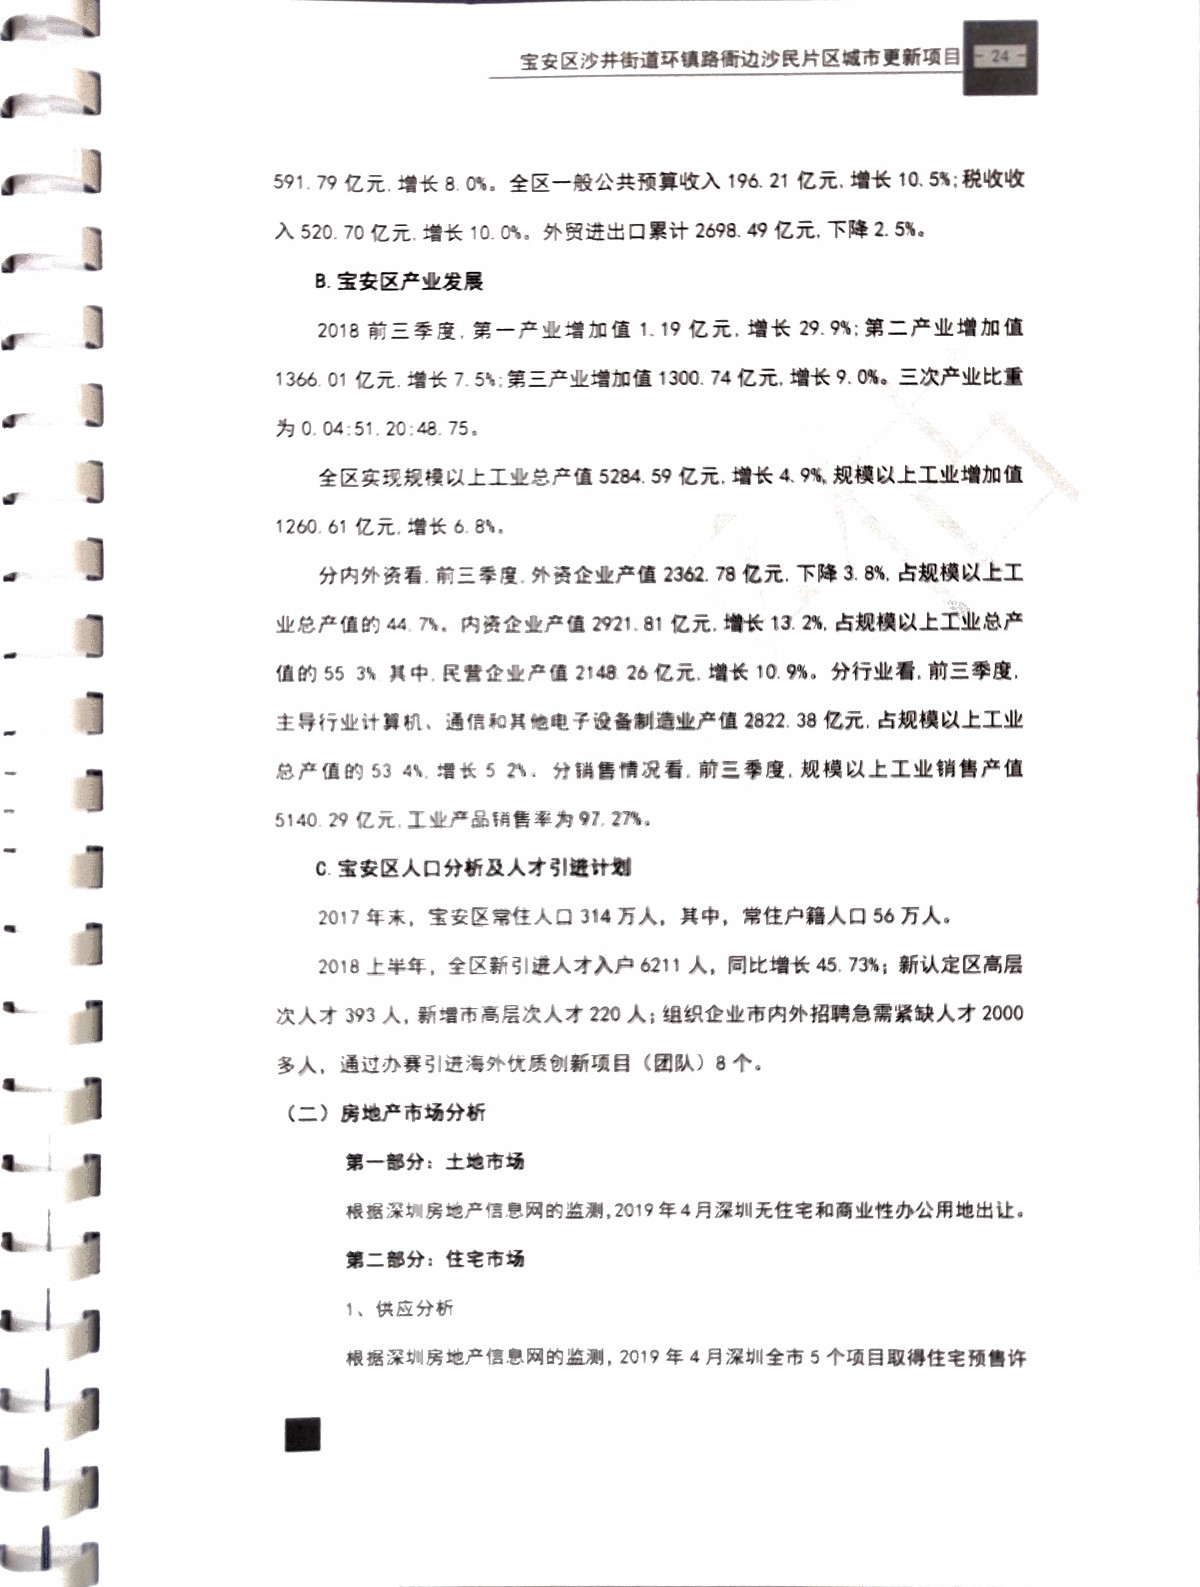 宝安区沙井街道环镇路衙边沙民片区城市更新项目
- 24 -
591.79 亿元,增长 8.0%。全区一般公共预算收入 196.21 亿元,增长 10.5%;税收收
入 520.70 亿元,增长 10.0%。外贸进出口累计 2698.49 亿元,下降 2.5%。
B.宝安区产业发展
2018 前三季度,第一产业增加值 1.19 亿元,增长 29.9%;第二产业增加值
1366.01 亿元,增长 7.5%;第三产业增加值 1300.74 亿元,增长 9.0%。三次产业比重
为 0.04:51.20:48.75。
全区实现规模以上工业总产值 5284.59 亿元,增长 4.9%,规模以上工业增加值
1260.61 亿元,增长 6.8%。
分内外资看,前三季度,外资企业产值 2362.78 亿元,下降 3.8%,占规模以上工
业总产值的 44.7%。内资企业产值 2921.81 亿元,增长 13.2%,占规模以上工业总产
值的 55.3%,其中,民营企业产值 2148.26 亿元,增长 10.9%。分行业看,前三季度,
主导行业计算机、通信和其他电子设备制造业产值 2822.38 亿元,占规模以上工业
总产值的 53.4%,增长 5.2%。分销售情况看,前三季度,规模以上工业销售产值
5140.29 亿元,工业产品销售率为 97.27%。
C.宝安区人口分析及人才引进计划
2017 年末，宝安区常住人口 314 万人，其中，常住户籍人口 56 万人。
2018 上半年，全区新引进人才入户 6211 人，同比增长 45.73%；新认定区高层
次人才 393 人,新增市高层次人才 220 人；组织企业市内外招聘急需紧缺人才 2000
多人，通过办赛引进海外优质创新项目（团队）8 个。
（二）房地产市场分析
第一部分：土地市场
根据深圳房地产信息网的监测,2019 年 4 月深圳无住宅和商业性办公用地出让。
第二部分：住宅市场
1、供应分析
根据深圳房地产信息网的监测，2019 年 4 月深圳全市 5 个项目取得住宅预售许